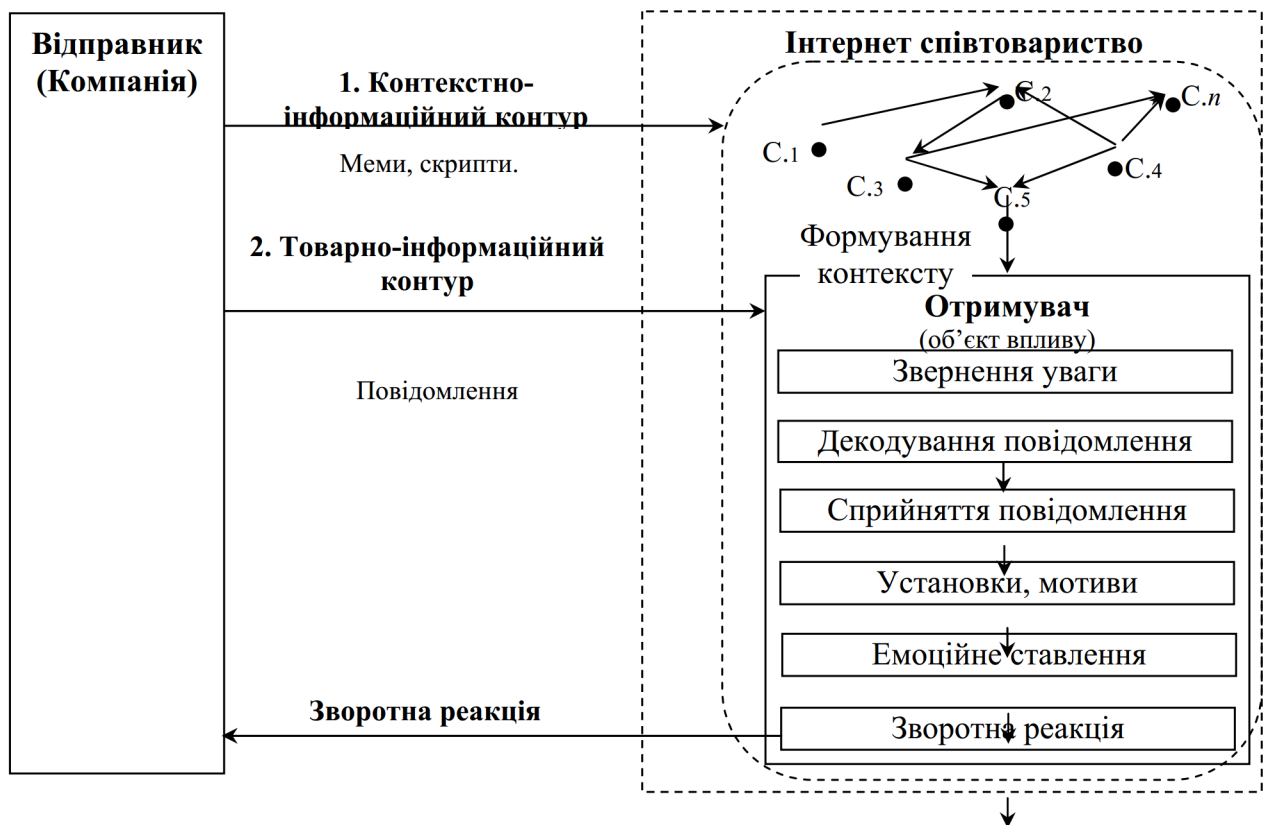 Відправник
(Компанія)
1. Контекстно-
інформаційний контур
Меми, скрипти.
2. Товарно-інформаційний
контур
Повідомлення
Зворотна реакція
Інтернет співтовариство
С.2
С.n
С.1
С.4
С.3
С.5
Формування
контексту
Отримувач
(об’єкт впливу)
Звернення уваги
Декодування повідомлення
Сприйняття повідомлення
Установки, мотиви
Емоційне ставлення
Зворотна реакція